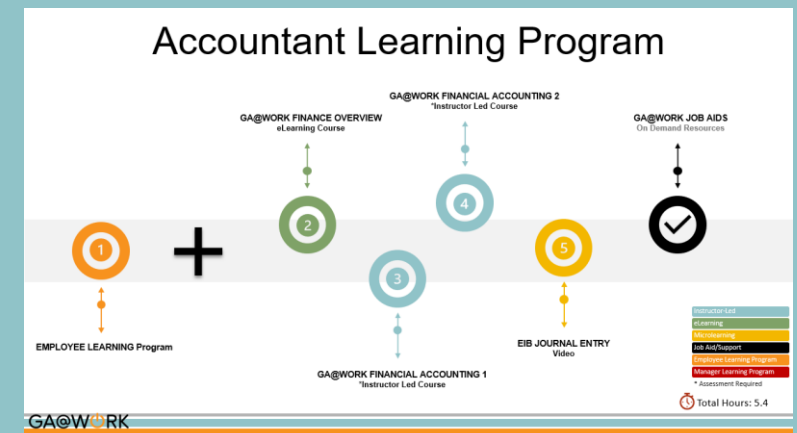 Accountant Learning Program
GA@WORK FINANCIAL ACCOUNTING 2
*Instructor Led Course
GA@WORK FINANCE OVERVIEW
eLearning Course
GA@WORK JOB AIDS
On Demand Resources
1
2
3
4
5
EMPLOYEE LEARNING Program
GA@WORK FINANCIAL ACCOUNTING 1
*Instructor Led Course
EIB JOURNAL ENTRY
Video
Instructor-Led
eLearning
Microlearning
Job Aid/Support
Employee Learning Program
Manager Learning Program
* Assessment Required
Total Hours: 5.4
GA@WORK